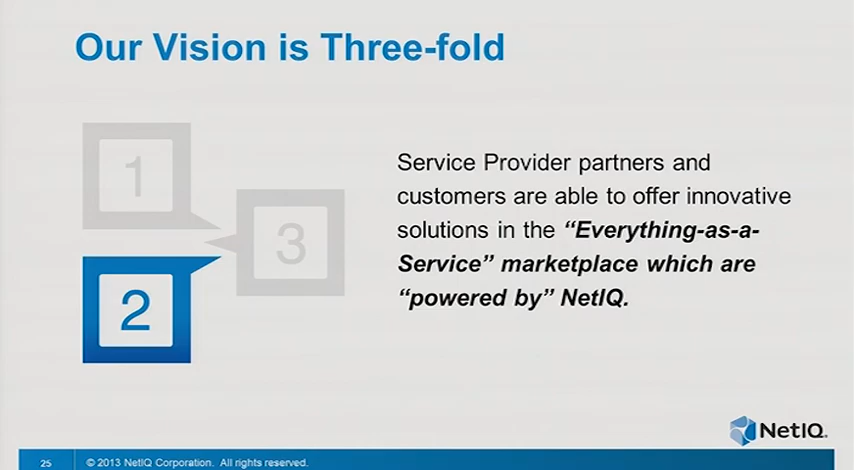 Our Vision is Three-fold
1
2
3
Service Provider partners and
customers are able to offer innovative
solutions in the “Everything-as-a-
Service” marketplace which are
“powered by” NetIQ.
NetIQ.
25 © 2013 NetIQ Corporation. All rights reserved.